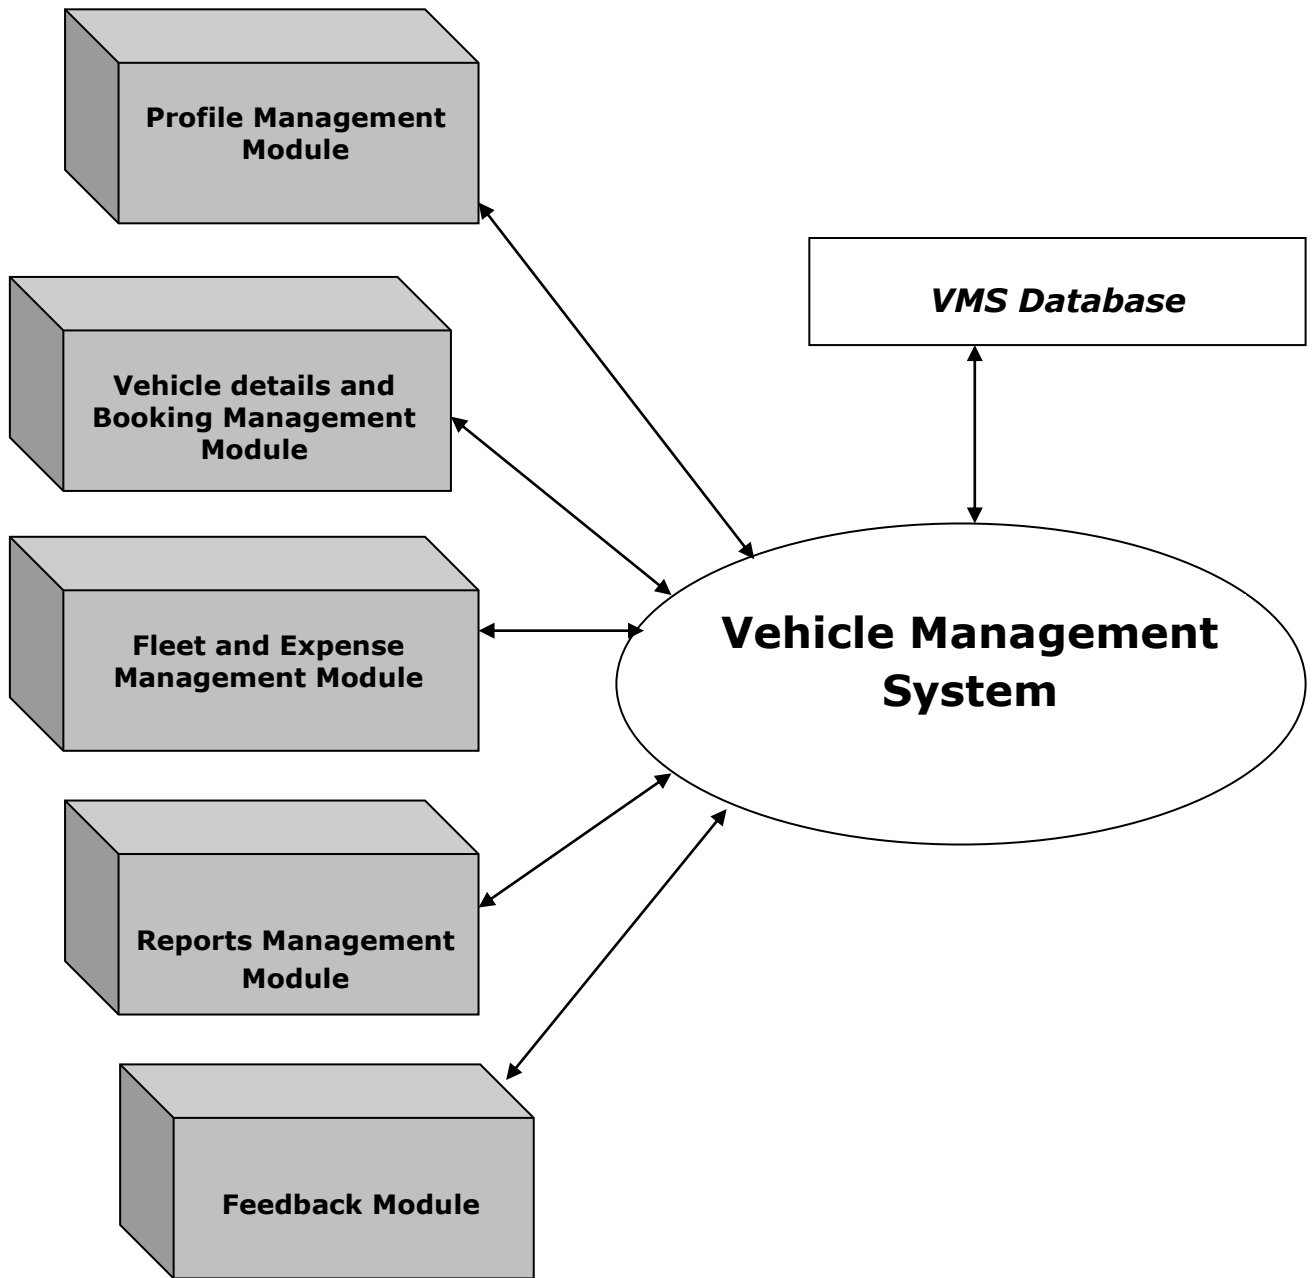 Profile Management
Module
VMS Database
Vehicle details and
Booking Management
Module
Vehicle Management
System
Fleet and Expense
Management Module
Reports Management
Module
Feedback Module